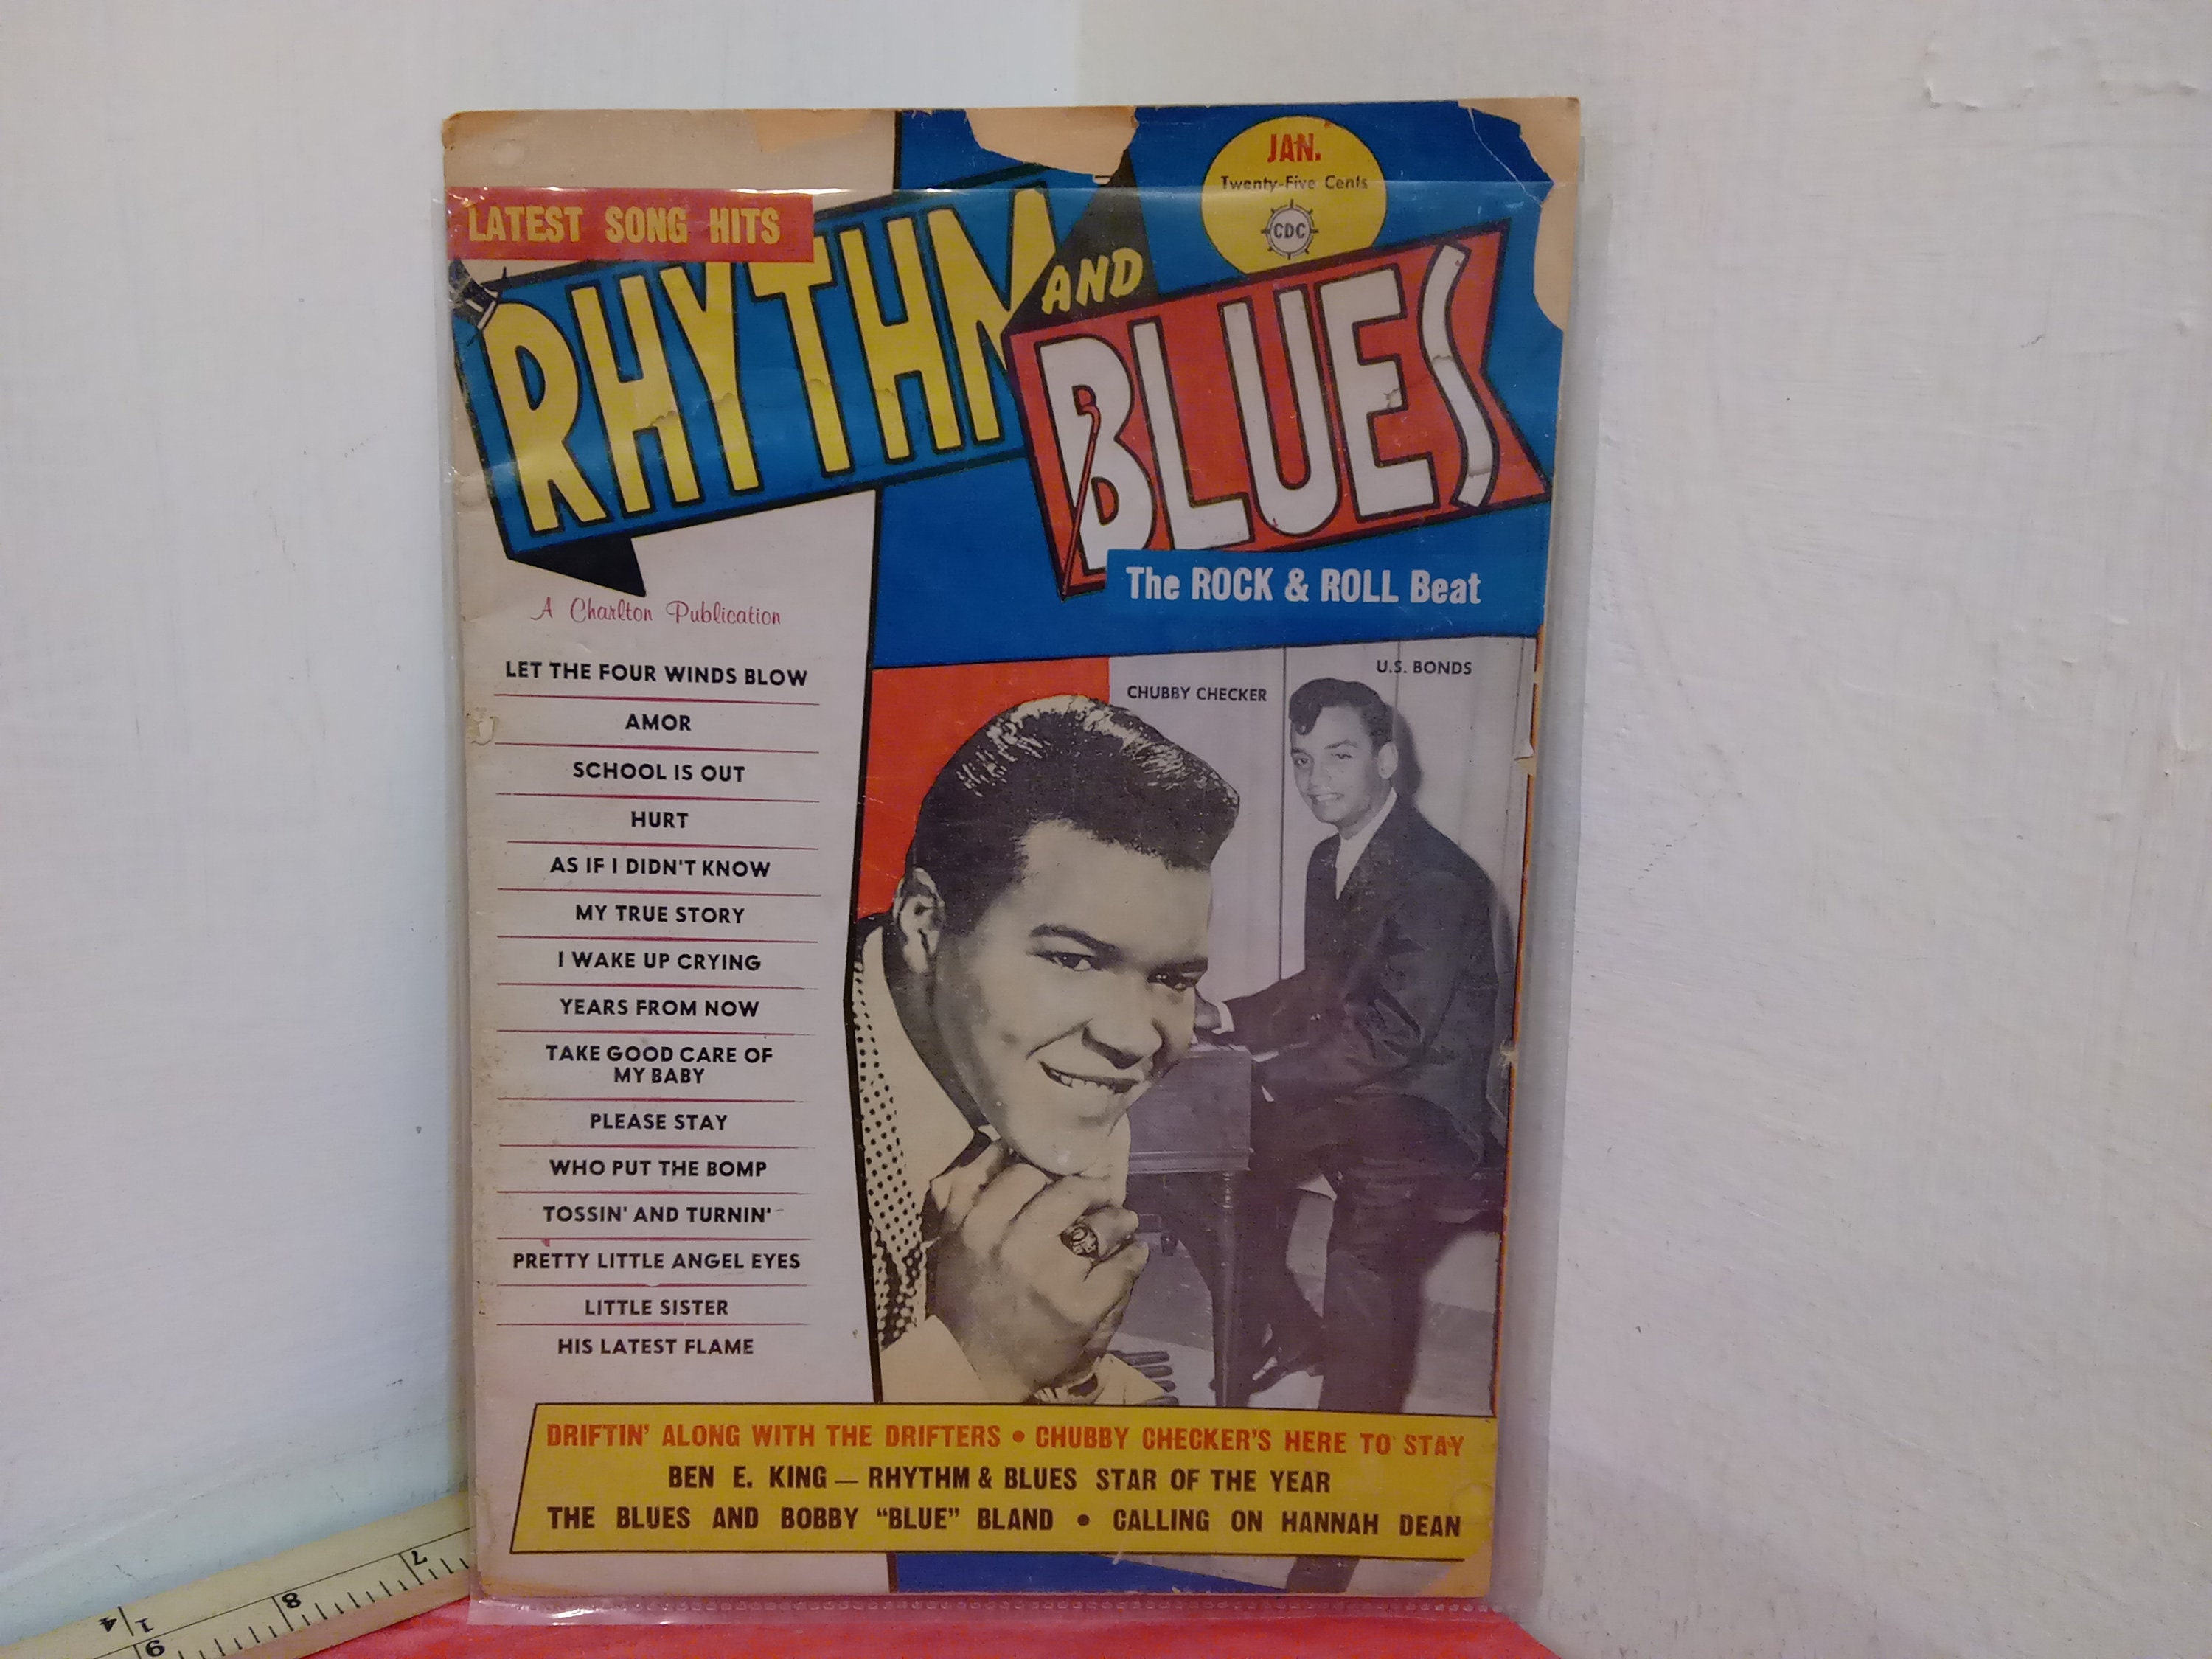 JAN.
Twenty-Five Cents
CDC
LATEST SONG HITS
RHYTHM
AND
BLUES
The ROCK & ROLL Beat
A Charlton Publication
LET THE FOUR WINDS BLOW
AMOR
SCHOOL IS OUT
HURT
AS IF I DIDN'T KNOW
MY TRUE STORY
I WAKE UP CRYING
YEARS FROM NOW
TAKE GOOD CARE OF
MY BABY
PLEASE STAY
WHO PUT THE BOMP
TOSSIN' AND TURNIN'
PRETTY LITTLE ANGEL EYES
LITTLE SISTER
HIS LATEST FLAME
CHUBBY CHECKER
U.S. BONDS
DRIFTIN' ALONG WITH THE DRIFTERS • CHUBBY CHECKER'S HERE TO STAY
BEN E. KING — RHYTHM & BLUES STAR OF THE YEAR
THE BLUES AND BOBBY "BLUE" BLAND • CALLING ON HANNAH DEAN
7
8
9
1/4